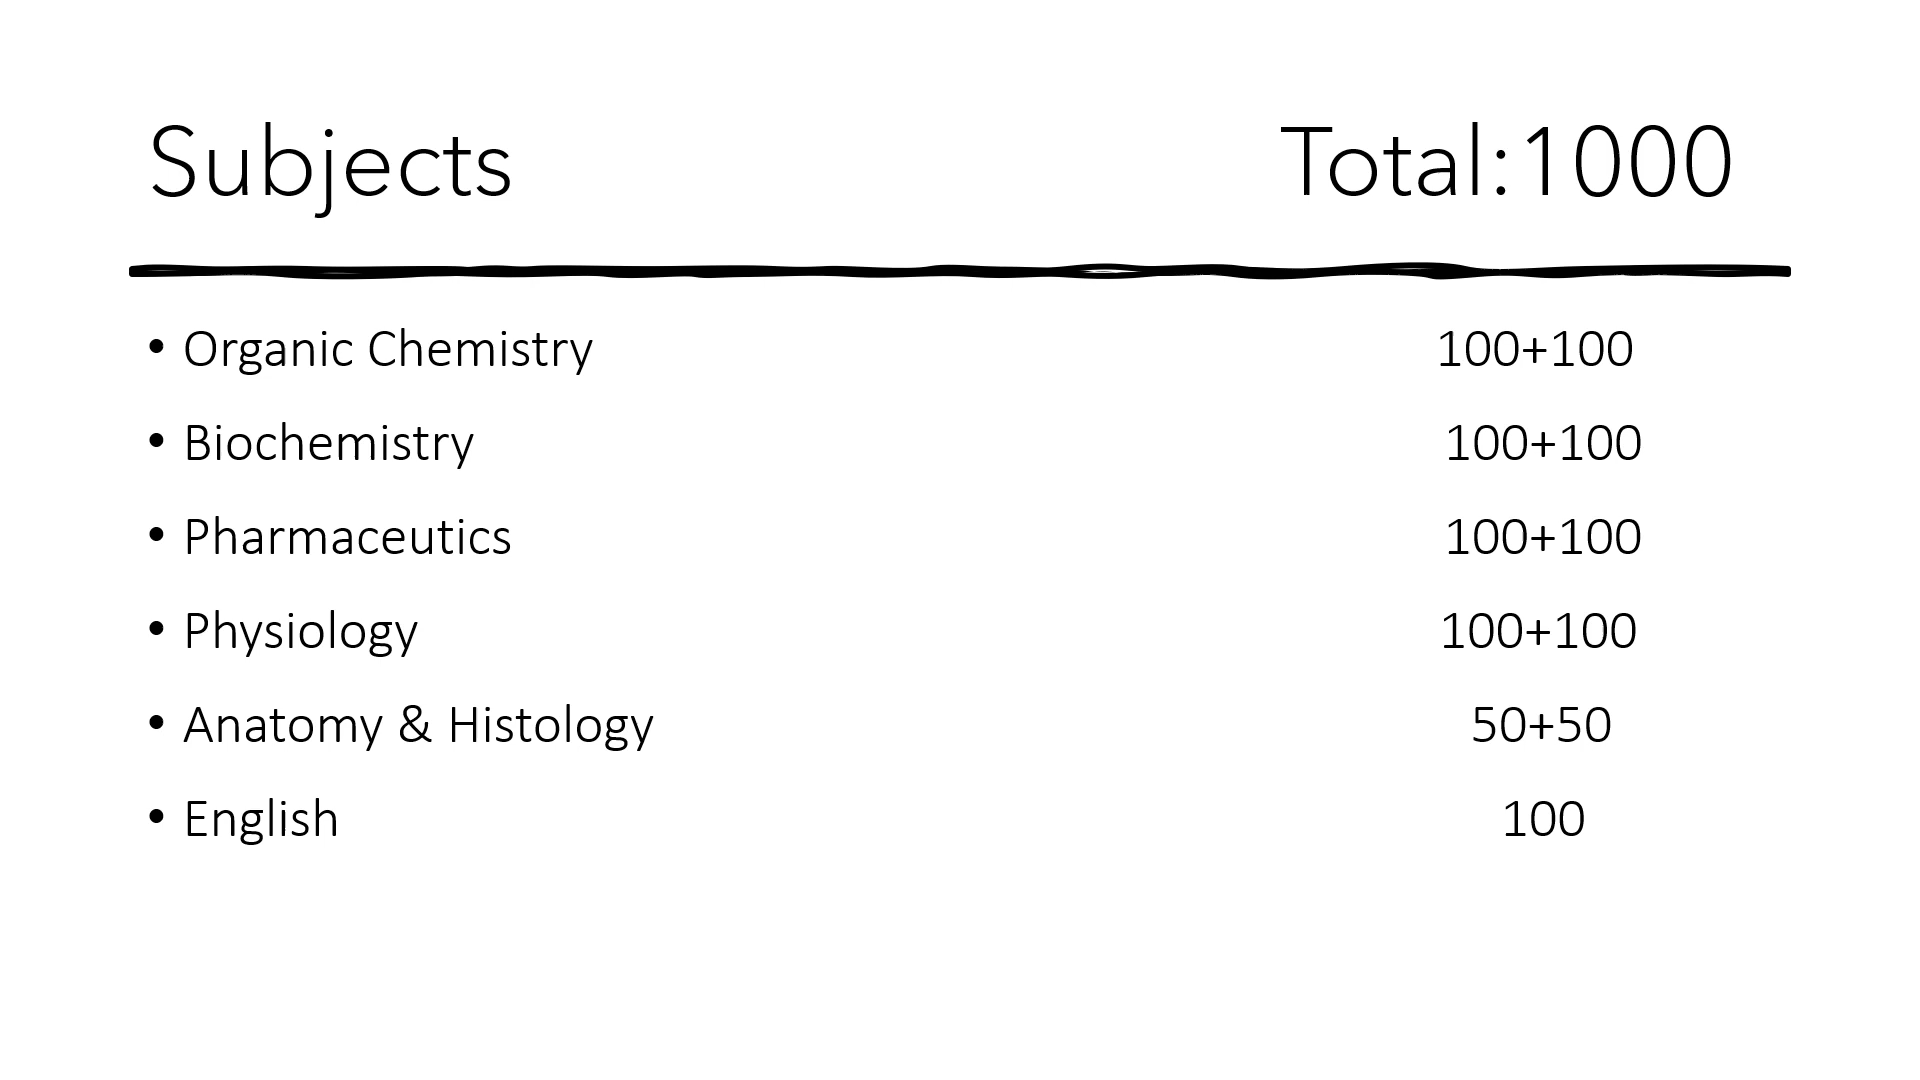 Subjects Total:1000
• Organic Chemistry 100+100
• Biochemistry 100+100
• Pharmaceutics 100+100
• Physiology 100+100
• Anatomy & Histology 50+50
• English 100